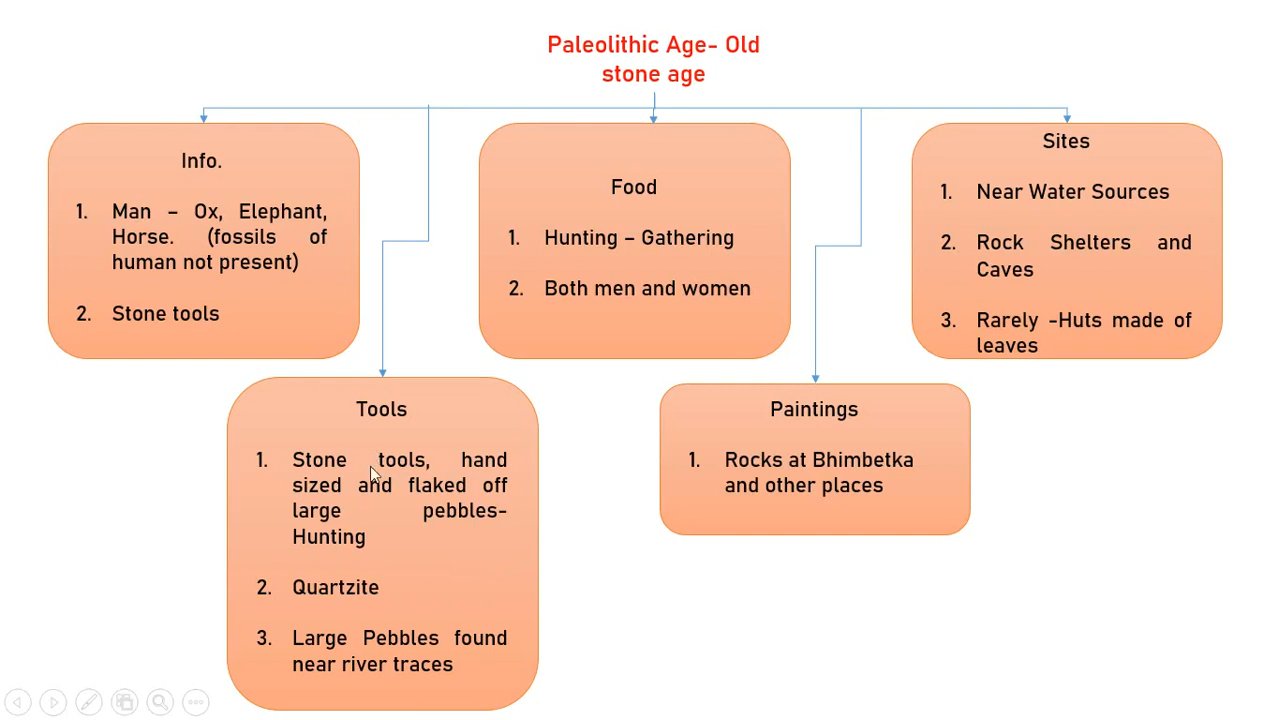 Paleolithic Age- Old
stone age
Info.
1. Man – Ox, Elephant,
Horse. (fossils of
human not present)
2. Stone tools
Food
1. Hunting – Gathering
2. Both men and women
Sites
1. Near Water Sources
2. Rock Shelters and
Caves
3. Rarely -Huts made of
leaves
Tools
1. Stone tools, hand
sized and flaked off
large pebbles-
Hunting
2. Quartzite
3. Large Pebbles found
near river traces
Paintings
1. Rocks at Bhimbetka
and other places